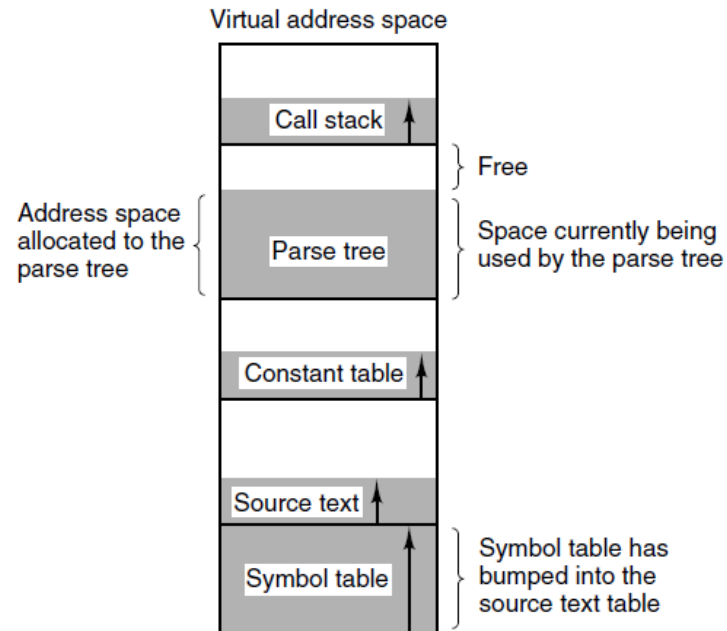 Virtual address space
Call stack
Free
Address space
allocated to the
parse tree
Parse tree
Space currently being
used by the parse tree
Constant table
Source text
Symbol table
Symbol table has
bumped into the
source text table